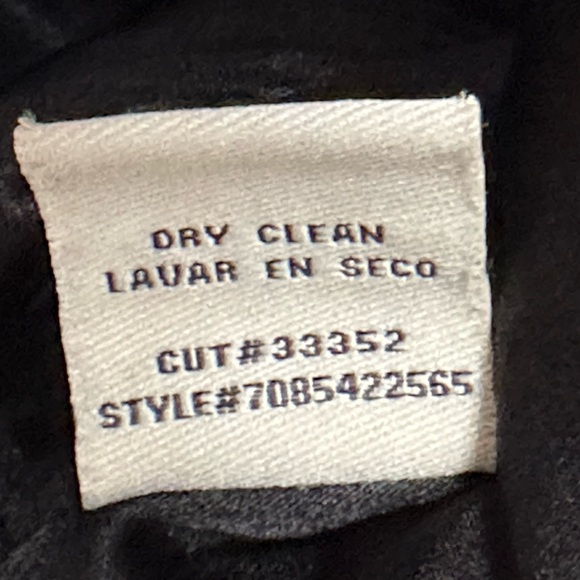 DRY CLEAN
LAVAR EN SECO
CUT#33352
STYLE#7085422565